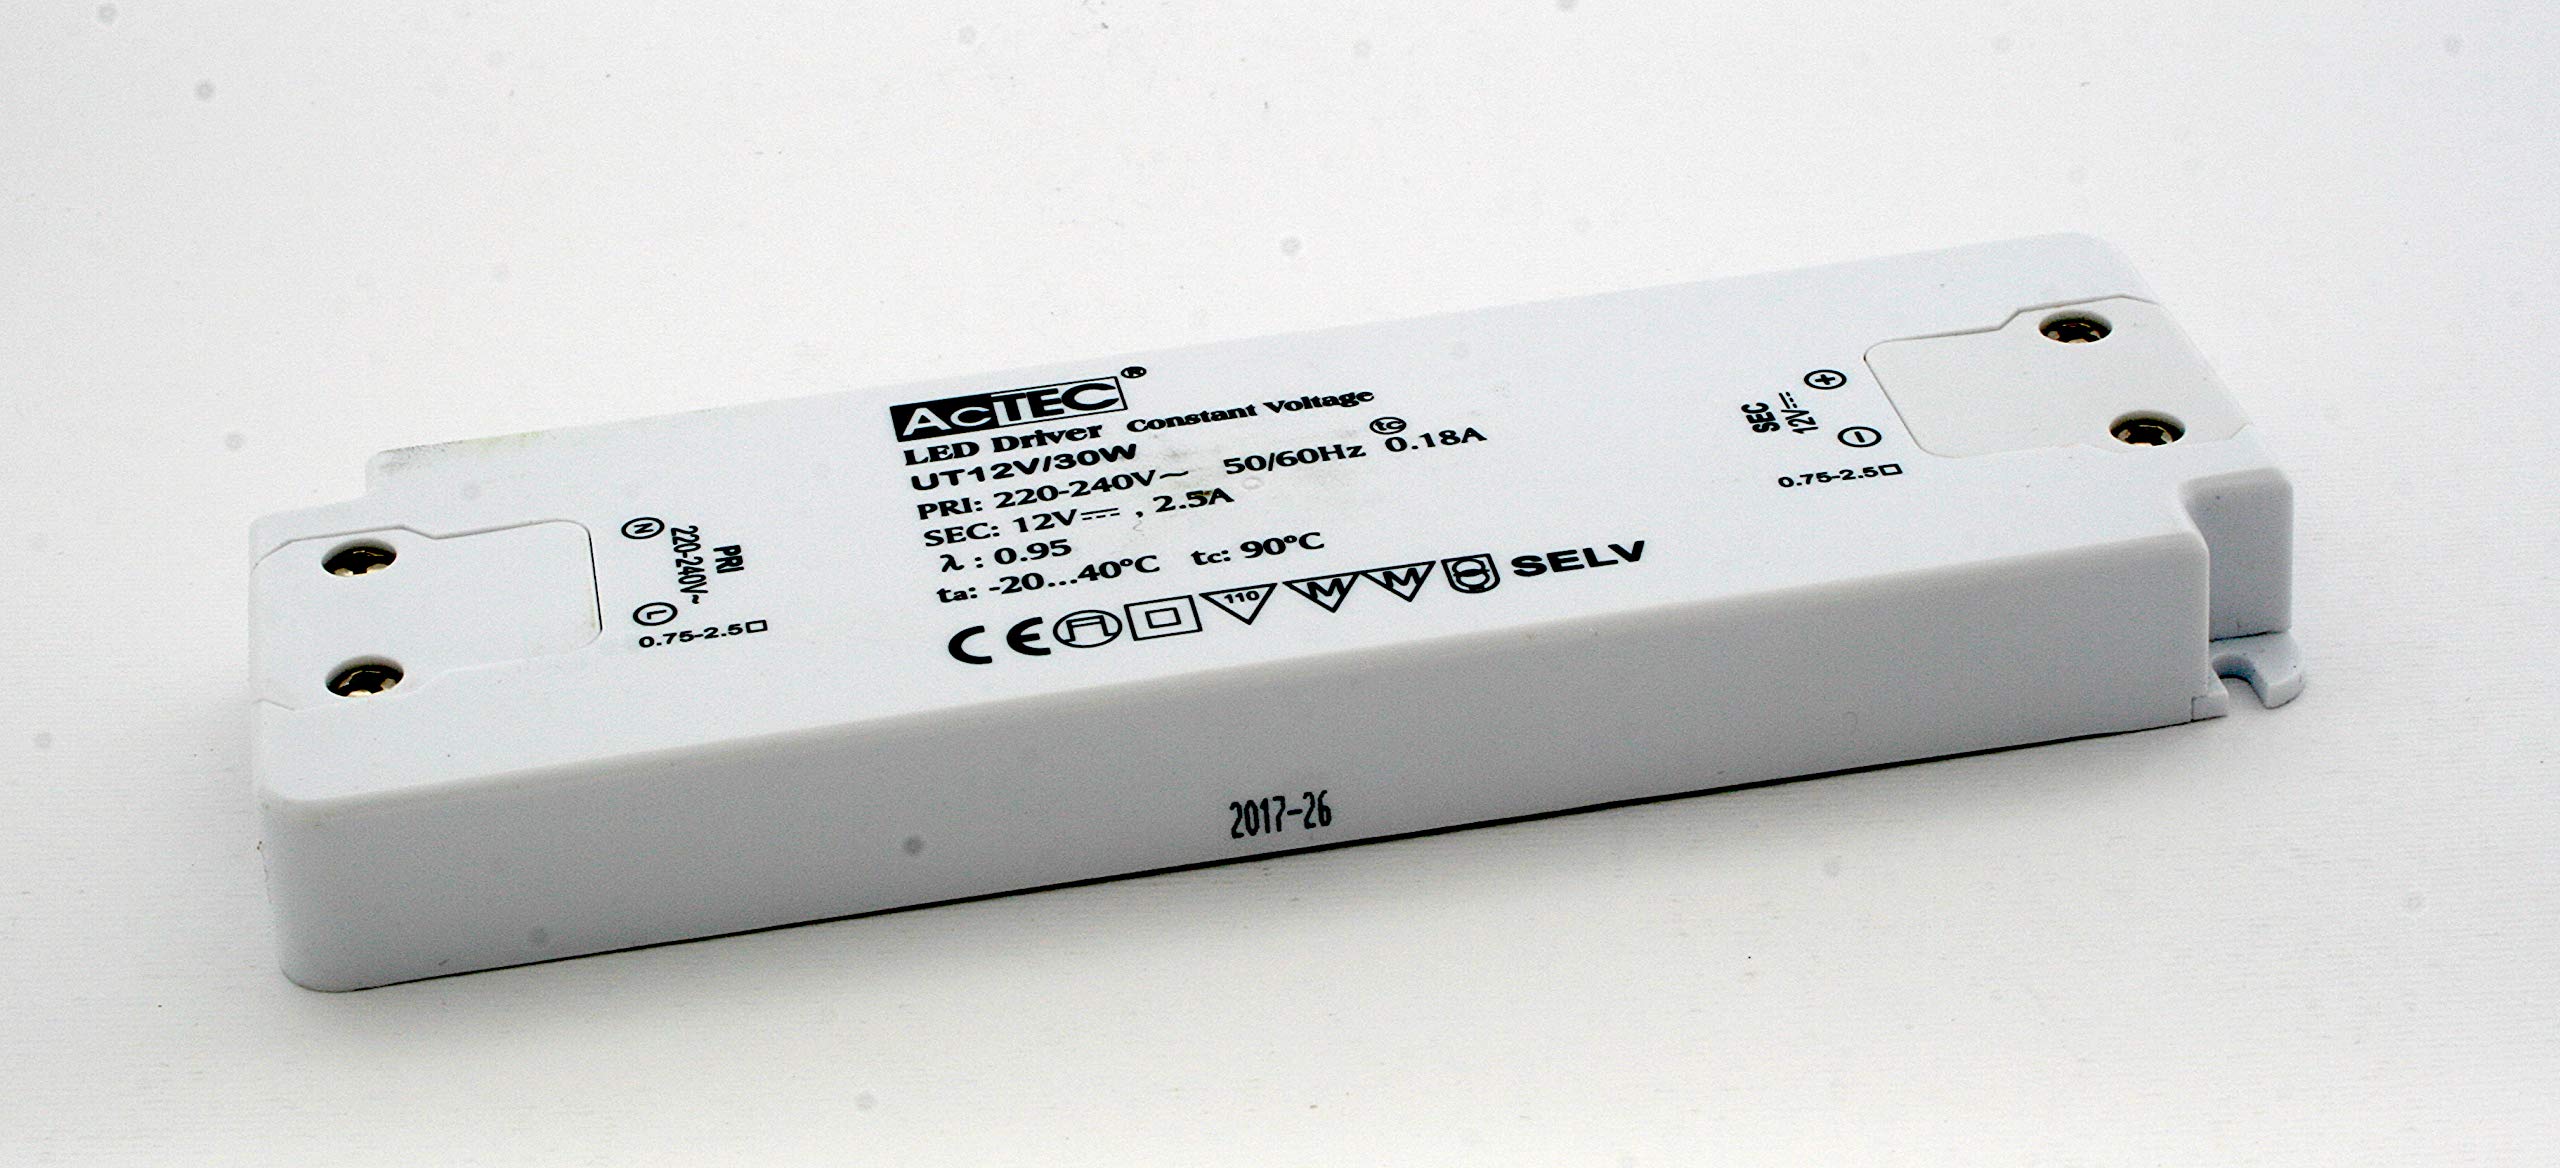 AcTEC®
LED Driver Constant Voltage
UT12V/30W
PRI: 220-240V~ 50/60Hz 0.18A
tc
SEC: 12V⎓, 2.5A
λ : 0.95
ta: -20...40°C tc: 90°C
CE 110 M M SELV
N
PRI
220-240V~
L
0.75-2.5□
+
SEC
12V⎓
-
0.75-2.5□
2017-26